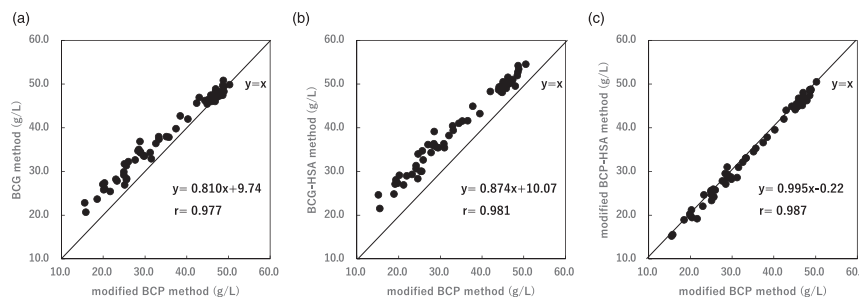 (a)
60.0
50.0
40.0
30.0
20.0
10.0
BCG method (g/L)
y=x
y= 0.810x+9.74
r= 0.977
10.0 20.0 30.0 40.0 50.0 60.0
modified BCP method (g/L)
(b)
60.0
50.0
40.0
30.0
20.0
10.0
BCG-HSA method (g/L)
y=x
y= 0.874x+10.07
r= 0.981
10.0 20.0 30.0 40.0 50.0 60.0
modified BCP method (g/L)
(c)
60.0
50.0
40.0
30.0
20.0
10.0
modified BCP-HSA method (g/L)
y=x
y= 0.995x-0.22
r= 0.987
10.0 20.0 30.0 40.0 50.0 60.0
modified BCP method (g/L)